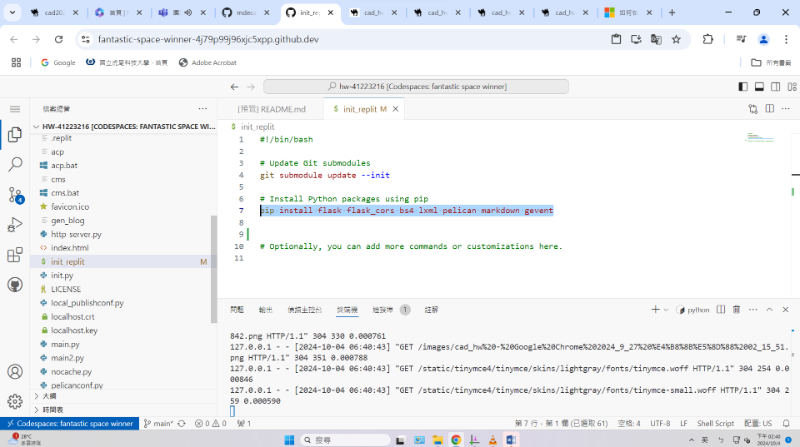 cad20
首頁 |
mdecy
init_re
cad_hw
cad_hw
cad_hw
cad_hw
如何在
fantastic-space-winner-4j79p99j96xjc5xpp.github.dev
Google
國立虎尾科技大學 - 首頁
Adobe Acrobat
所有書籤
hw-41223216 [Codespaces: fantastic space winner]
檔案總管
[預覽] README.md
init_replit M
HW-41223216 [CODESPACES: FANTASTIC SPACE WI...
init_replit
.replit
acp
acp.bat
cms
cms.bat
favicon.ico
gen_blog
http-server.py
index.html
init_replit M
init.py
LICENSE
local_publishconf.py
localhost.crt
localhost.key
main.py
main2.py
nocache.py
pelicanconf.py
大綱
時間表
1 #!/bin/bash
2
3 # Update Git submodules
4 git submodule update --init
5
6 # Install Python packages using pip
7 pip install flask flask_cors bs4 lxml pelican markdown gevent
8
9
10 # Optionally, you can add more commands or customizations here.
11
問題 輸出 偵錯主控台 終端機 連接埠 1 註解
python
842.png HTTP/1.1" 304 330 0.000761
127.0.0.1 - - [2024-10-04 06:40:43] "GET /images/cad_hw%20-%20Google%20Chrome%202024_9_27%20%E4%B8%8B%E5%8D%88%2002_15_51.
png HTTP/1.1" 304 351 0.000788
127.0.0.1 - - [2024-10-04 06:40:43] "GET /static/tinymce4/tinymce/skins/lightgray/fonts/tinymce.woff HTTP/1.1" 304 254 0.0
00846
127.0.0.1 - - [2024-10-04 06:40:43] "GET /static/tinymce4/tinymce/skins/lightgray/fonts/tinymce-small.woff HTTP/1.1" 304 2
59 0.000590
Codespaces: fantastic space winner
main*
0 0
1
第 7 行，第 1 欄 (已選取 61)
空格: 4
UTF-8
LF
Shell Script
配置: US
28°C
多雲時晴
搜尋
英
下午 02:43
2024/10/4